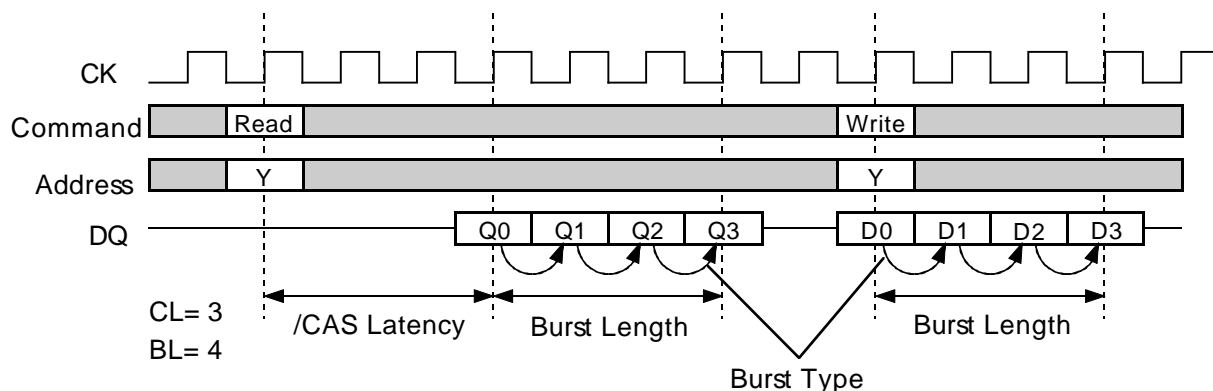 CK
Command Read Write
Address Y Y
DQ Q0 Q1 Q2 Q3 D0 D1 D2 D3
CL= 3
BL= 4
/CAS Latency Burst Length Burst Length
Burst Type